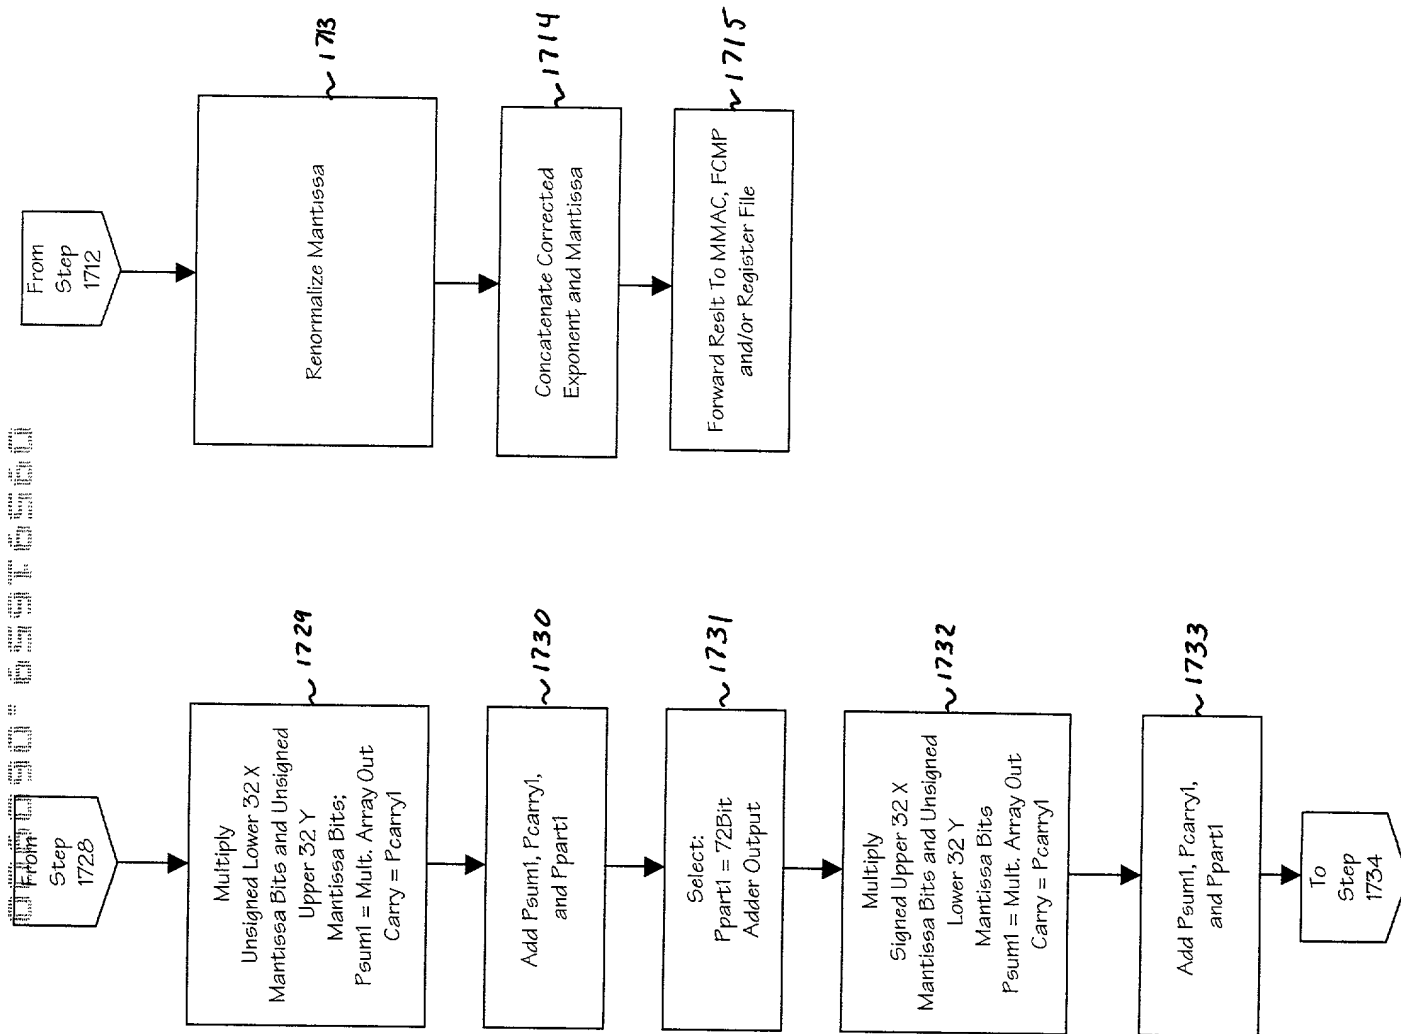 From
Step
1712
Renormalize Mantissa
1713
Concatenate Corrected
Exponent and Mantissa
1714
Forward Reslt To MMAC, FCMP
and/or Register File
1715
From
Step
1728
Multiply
Unsigned Lower 32 X
Mantissa Bits and Unsigned
Upper 32 Y
Mantissa Bits;
Psum1 = Mult. Array Out
Carry = Pcarry1
1729
Add Psum1, Pcarry1,
and Ppart1
1730
Select:
Ppart1 = 72Bit
Adder Output
1731
Multiply
Signed Upper 32 X
Mantissa Bits and Unsigned
Lower 32 Y
Mantissa Bits
Psum1 = Mult. Array Out
Carry = Pcarry1
1732
Add Psum1, Pcarry1,
and Ppart1
1733
To
Step
1734